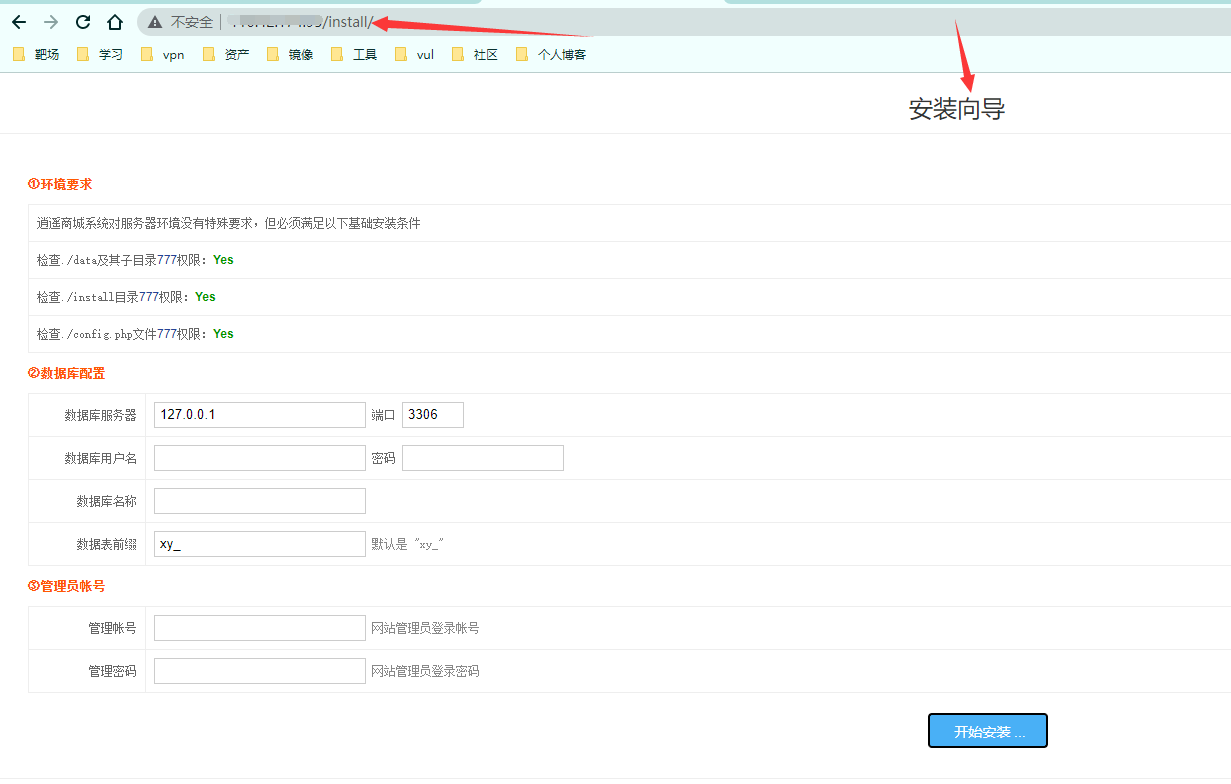 不安全 /install/
靶场 学习 vpn 资产 镜像 工具 vul 社区 个人博客
安装向导
①环境要求
逍遥商城系统对服务器环境没有特殊要求，但必须满足以下基础安装条件
检查./data及其子目录777权限：Yes
检查./install目录777权限：Yes
检查./config.php文件777权限：Yes
②数据库配置
数据库服务器 127.0.0.1 端口 3306
数据库用户名 密码
数据库名称
数据表前缀 xy_ 默认是 "xy_"
③管理员帐号
管理帐号 网站管理员登录帐号
管理密码 网站管理员登录密码
开始安装 ...